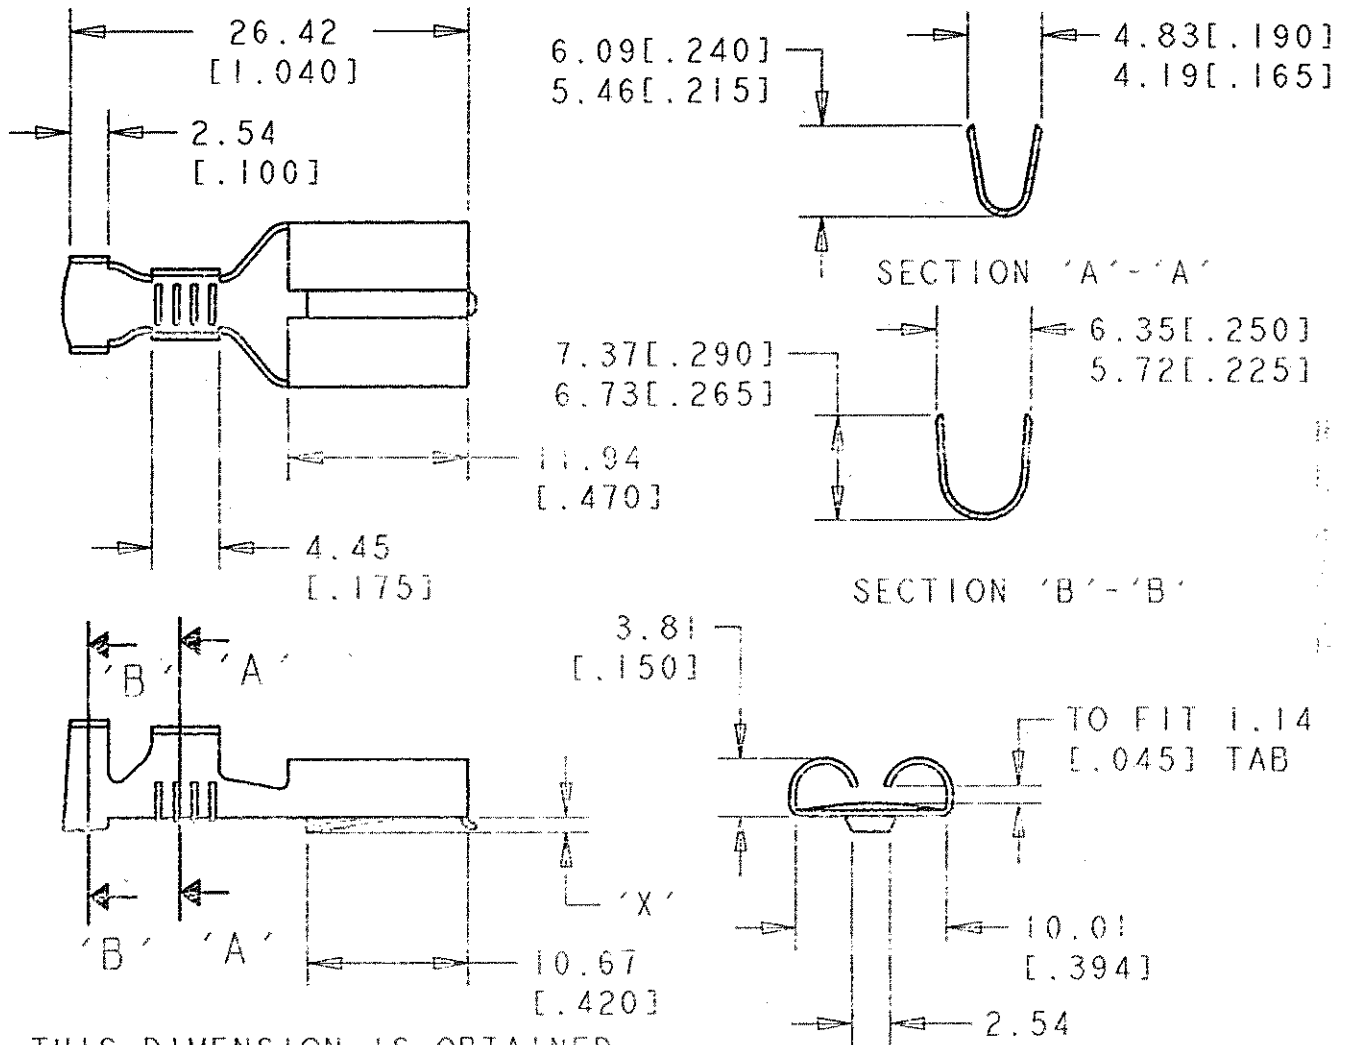 26.42
[1.040]
2.54
[.100]
6.09[.240]
5.46[.215]
4.83[.190]
4.19[.165]
SECTION 'A'-'A'
7.37[.290]
6.73[.265]
6.35[.250]
5.72[.225]
11.94
[.470]
4.45
[.175]
SECTION 'B'-'B'
3.81
[.150]
'B' 'A'
TO FIT 1.14
[.045] TAB
'X'
'B' 'A'
10.67
[.420]
10.01
[.394]
2.54
THIS DIMENSION IS OBTAINED